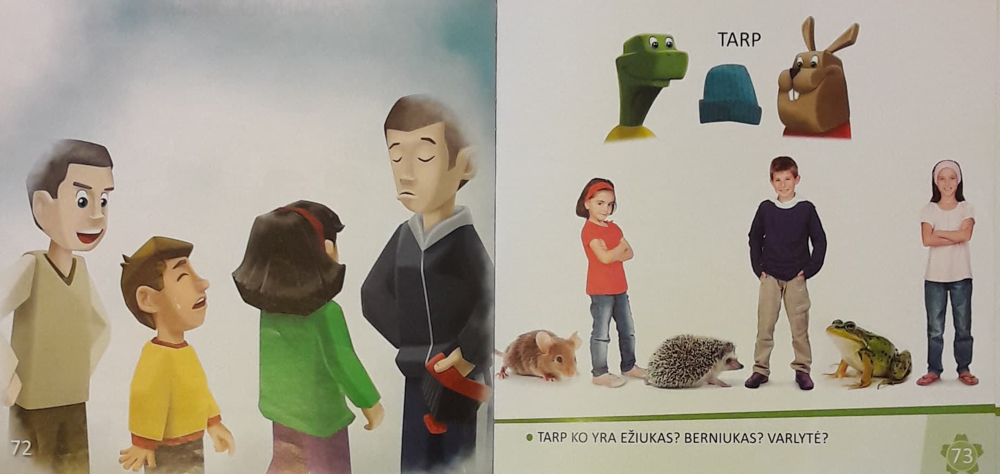 72
TARP
TARP KO YRA EŽIUKAS? BERNIUKAS? VARLYTĖ?
73